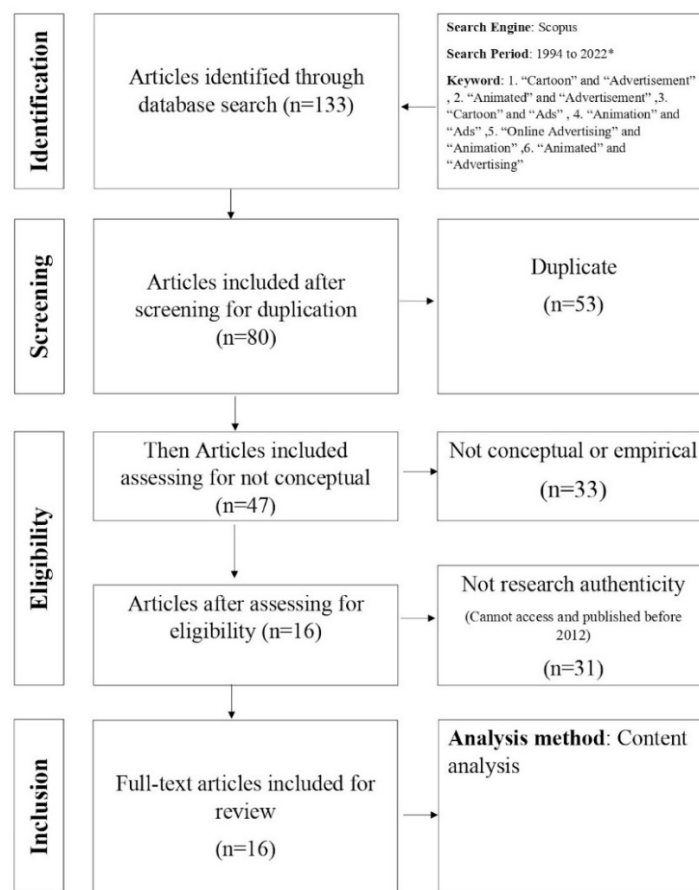 Identification
Articles identified through
database search (n=133)
Search Engine: Scopus
Search Period: 1994 to 2022*
Keyword: 1. “Cartoon” and “Advertisement”
, 2. “Animated” and “Advertisement” ,3.
“Cartoon” and “Ads” , 4. “Animation” and
“Ads” ,5. “Online Advertising” and
“Animation” ,6. “Animated” and
“Advertising”
Screening
Articles included after
screening for duplication
(n=80)
Duplicate
(n=53)
Eligibility
Then Articles included
assessing for not conceptual
(n=47)
Not conceptual or empirical
(n=33)
Articles after assessing for
eligibility (n=16)
Not research authenticity
(Cannot access and published before
2012)
(n=31)
Inclusion
Full-text articles included for
review
(n=16)
Analysis method: Content
analysis